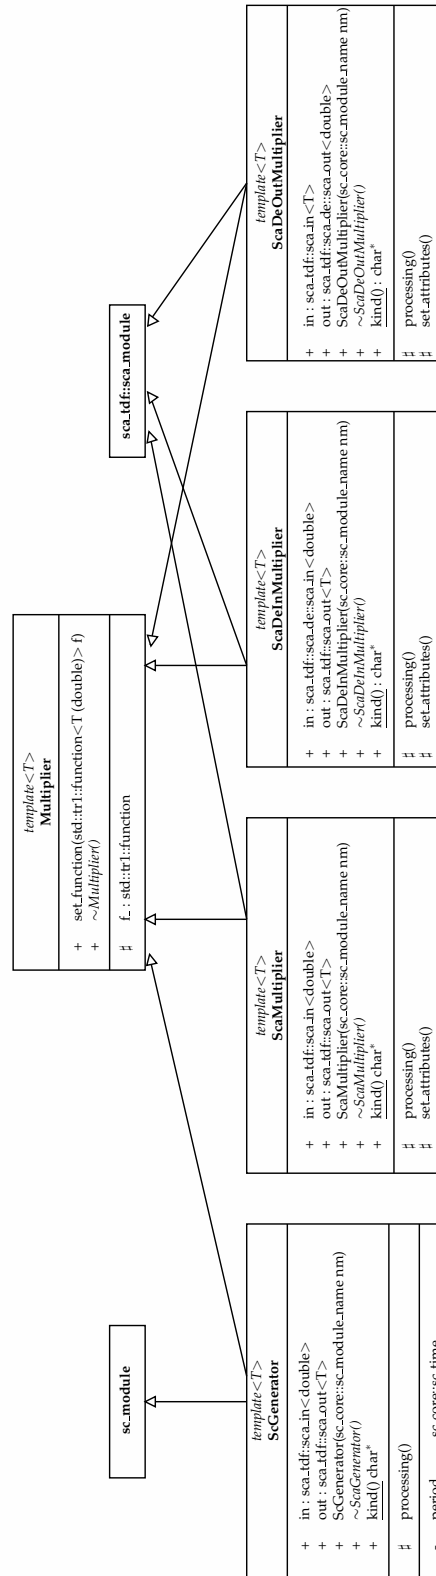 sc_module
template<T>
Multiplier
+ set_function(std::tr1::function<T (double)> f)
+ ~Multiplier()
♯ f_ : std::tr1::function
sca_tdf::sca_module
template<T>
ScGenerator
+ in : sca_tdf::sca_in<double>
+ out : sca_tdf::sca_out<T>
+ ScGenerator(sc_core::sc_module_name nm)
+ ~ScaGenerator()
+ kind() char*
♯ processing()
period
sc_core::sc_time
template<T>
ScaMultiplier
+ in : sca_tdf::sca_in<double>
+ out : sca_tdf::sca_out<T>
+ ScaMultiplier(sc_core::sc_module_name nm)
+ ~ScaMultiplier()
+ kind() char*
♯ processing()
♯ set_attributes()
template<T>
ScaDeInMultiplier
+ in : sca_tdf::sca_de::sca_in<double>
+ out : sca_tdf::sca_out<T>
+ ScaDeInMultiplier(sc_core::sc_module_name nm)
+ ~ScaDeInMultiplier()
+ kind() : char*
♯ processing()
♯ set_attributes()
template<T>
ScaDeOutMultiplier
+ in : sca_tdf::sca_in<T>
+ out : sca_tdf::sca_de::sca_out<double>
+ ScaDeOutMultiplier(sc_core::sc_module_name nm)
+ ~ScaDeOutMultiplier()
+ kind() : char*
♯ processing()
♯ set_attributes()